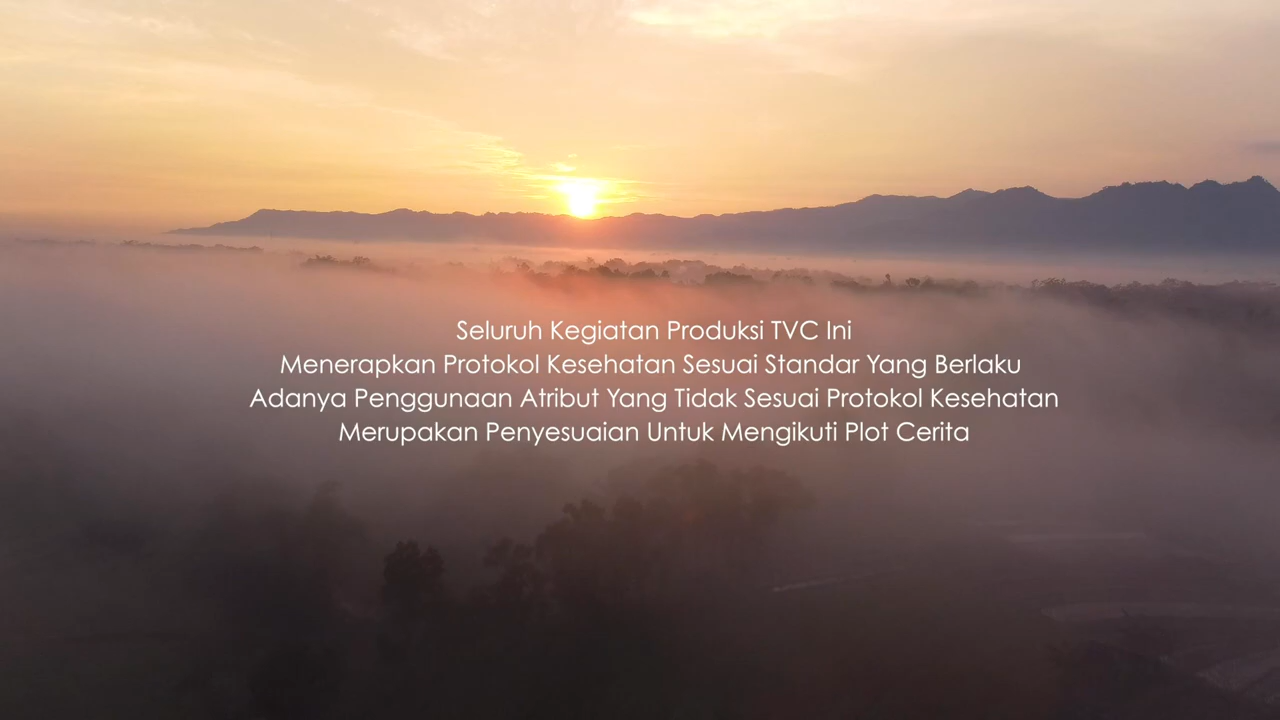 Seluruh Kegiatan Produksi TVC Ini
Menerapkan Protokol Kesehatan Sesuai Standar Yang Berlaku
Adanya Penggunaan Atribut Yang Tidak Sesuai Protokol Kesehatan
Merupakan Penyesuaian Untuk Mengikuti Plot Cerita